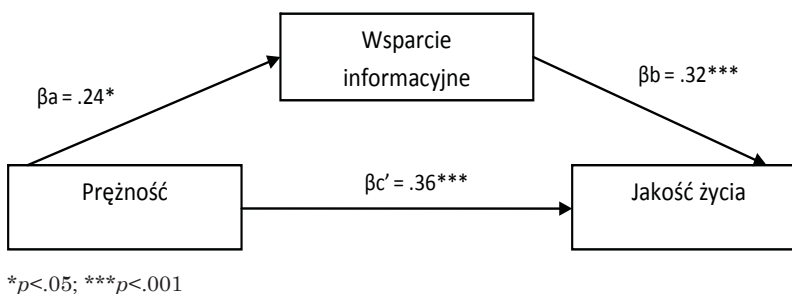 Wsparcie
informacyjne
βa = .24*
βb = .32***
Prężność
βc’ = .36***
Jakość życia
*p<.05; ***p<.001